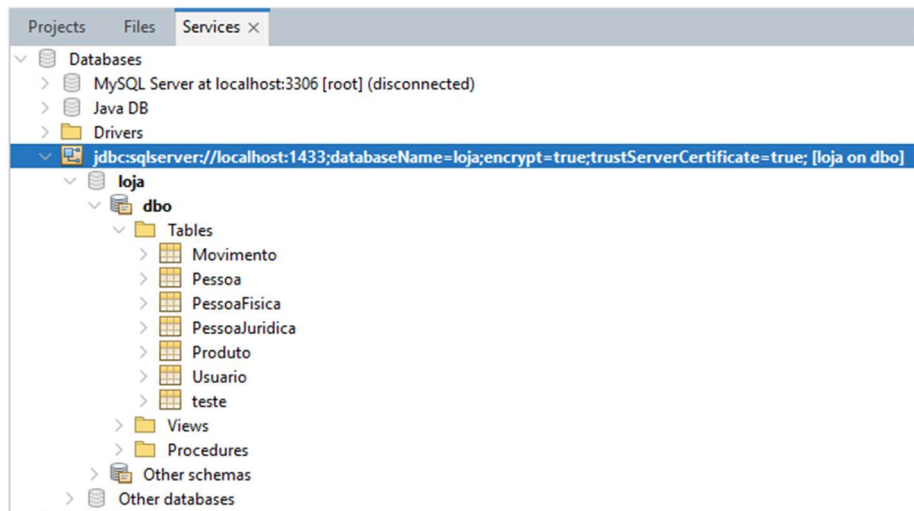 Projects Files Services ×
Databases
MySQL Server at localhost:3306 [root] (disconnected)
Java DB
Drivers
jdbc:sqlserver://localhost:1433;databaseName=loja;encrypt=true;trustServerCertificate=true; [loja on dbo]
loja
dbo
Tables
Movimento
Pessoa
PessoaFisica
PessoaJuridica
Produto
Usuario
teste
Views
Procedures
Other schemas
Other databases